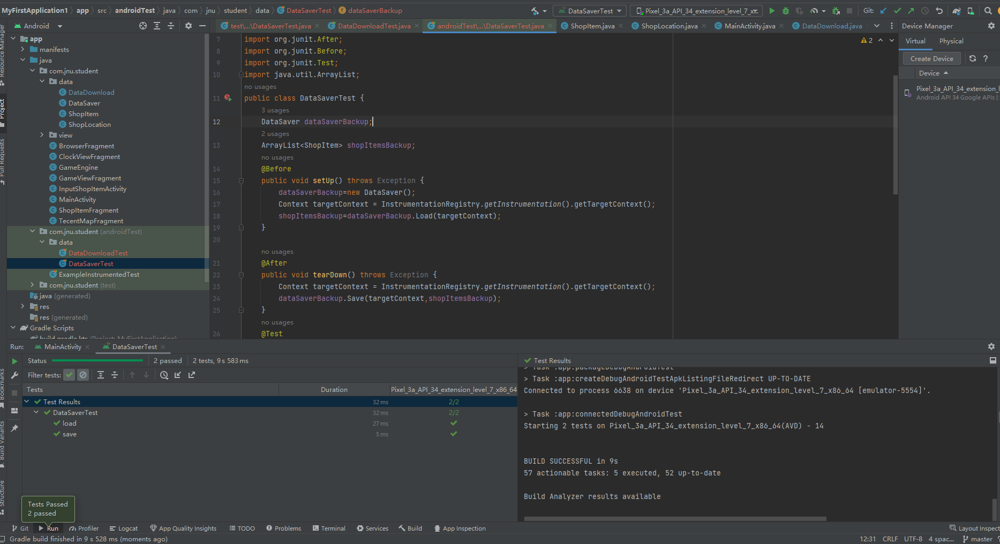 MyFirstApplication1 app src androidTest java com jnu student data DataSaverTest dataSaverBackup
DataSaverTest Pixel_3a_API_34_extension_level_7_x Git:
Android
test\...\DataSaverTest.java DataDownloadTest.java androidTest\...\DataSaverTest.java ShopItem.java ShopLocation.java MainActivity.java DataDownload.java Device Manager
Resource Manager
Project
Pull Requests
Bookmarks
Build Variants
Structure
app
manifests
java
com.jnu.student
data
DataDownload
DataSaver
ShopItem
ShopLocation
view
BrowserFragment
ClockViewFragment
GameEngine
GameViewFragment
InputShopItemActivity
MainActivity
ShopItemFragment
TecentMapFragment
com.jnu.student (androidTest)
data
DataDownloadTest
DataSaverTest
ExampleInstrumentedTest
com.jnu.student (test)
java (generated)
res
res (generated)
Gradle Scripts
build.gradle.kts (Project: MyFirstApplication)
2
7 import org.junit.After;
8 import org.junit.Before;
9 import org.junit.Test;
10 import java.util.ArrayList;
no usages
11 public class DataSaverTest {
3 usages
12 DataSaver dataSaverBackup;
2 usages
13 ArrayList<ShopItem> shopItemsBackup;
no usages
14 @Before
15 public void setUp() throws Exception {
16 dataSaverBackup=new DataSaver();
17 Context targetContext = InstrumentationRegistry.getInstrumentation().getTargetContext();
18 shopItemsBackup=dataSaverBackup.Load(targetContext);
19 }
20
no usages
21 @After
22 public void tearDown() throws Exception {
23 Context targetContext = InstrumentationRegistry.getInstrumentation().getTargetContext();
24 dataSaverBackup.Save(targetContext,shopItemsBackup);
25 }
no usages
26 @Test
Virtual Physical
Create Device ?
Device
Pixel_3a_API_34_extension_l
Android API 34 Google APIs |
Run: MainActivity DataSaverTest
Status 2 passed 2 tests, 9 s 583 ms
Filter tests:
Tests Duration Pixel_3a_API_34_extension_level_7_x86_64
Test Results 32 ms 2/2
DataSaverTest 32 ms 2/2
load 27 ms
save 5 ms
Test Results
> Task :app:packageDebugAndroidTest
> Task :app:createDebugAndroidTestApkListingFileRedirect UP-TO-DATE
Connected to process 6638 on device 'Pixel_3a_API_34_extension_level_7_x86_64 [emulator-5554]'.
> Task :app:connectedDebugAndroidTest
Starting 2 tests on Pixel_3a_API_34_extension_level_7_x86_64(AVD) - 14
BUILD SUCCESSFUL in 9s
57 actionable tasks: 5 executed, 52 up-to-date
Build Analyzer results available
Tests Passed
2 passed
Git Run Profiler Logcat App Quality Insights TODO Problems Terminal Services Build App Inspection Layout Inspect
Gradle build finished in 9 s 528 ms (moments ago) 12:31 CRLF UTF-8 4 spac... master